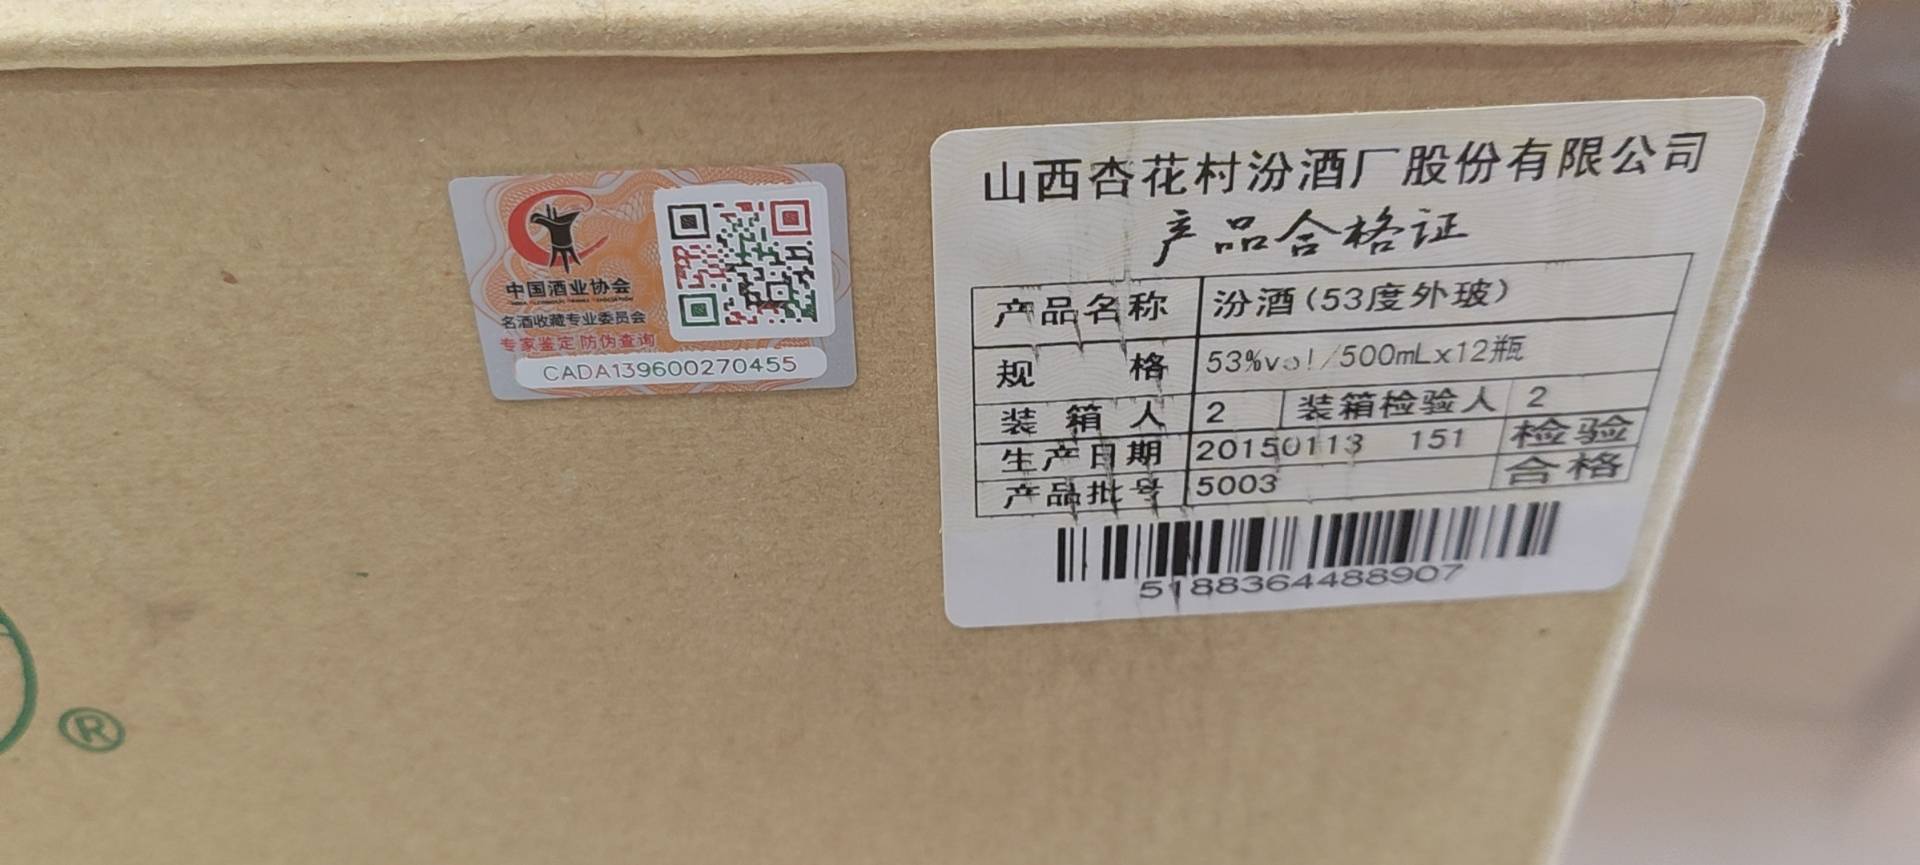 中国酒业协会
名酒收藏专业委员会
专家鉴定 防伪查询
CADA139600270455
山西杏花村汾酒厂股份有限公司
产品合格证
产品名称 汾酒(53度外玻)
规格 53%vol/500mLx12瓶
装箱人 2 装箱检验人 2
生产日期 20150113 151 检验
产品批号 5003 合格
5188364488907
®